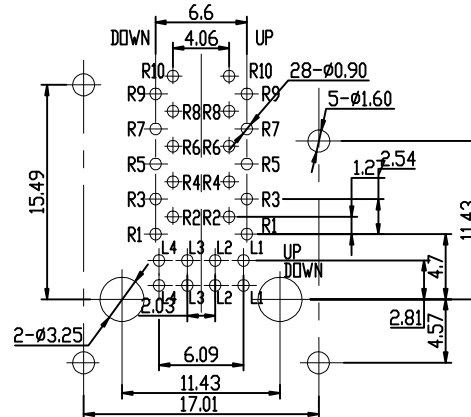 6.6
DOWN 4.06 UP
R10 R10
28-Ø0.90
R9 R9
5-Ø1.60
R8 R8
R7 R7
R6 R6
2.54
1.27
R5 R5
R4 R4
15.49
R3 R3
11.43
R2 R2
R1 R1
L4 L3 L2 L1 UP
DOWN
4.7
L4 L3 L2 L1
2.03
2.81
2-Ø3.25
4.57
6.09
11.43
17.01